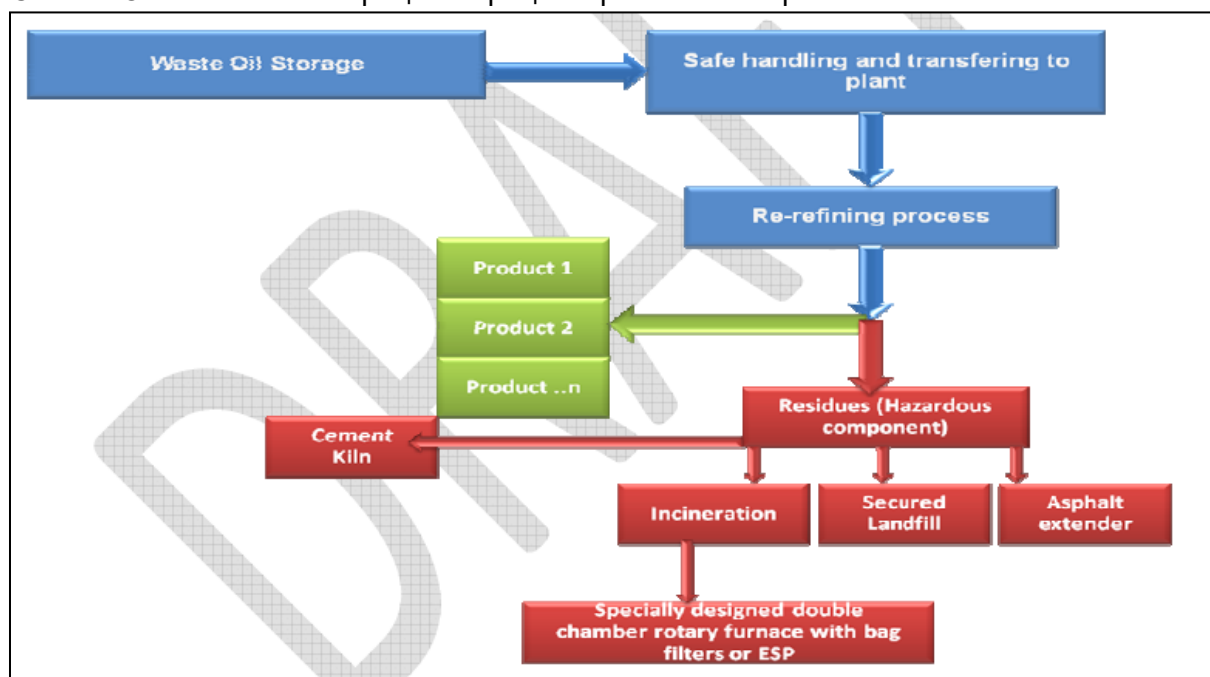 Waste Oil Storage
Safe handling and transfering to
plant
Re-refining process
Product 1
Product 2
Product ..n
Residues (Hazardous
component)
Cement
Kiln
Incineration
Secured
Landfill
Asphalt
extender
Specially designed double
chamber rotary furnace with bag
filters or ESP